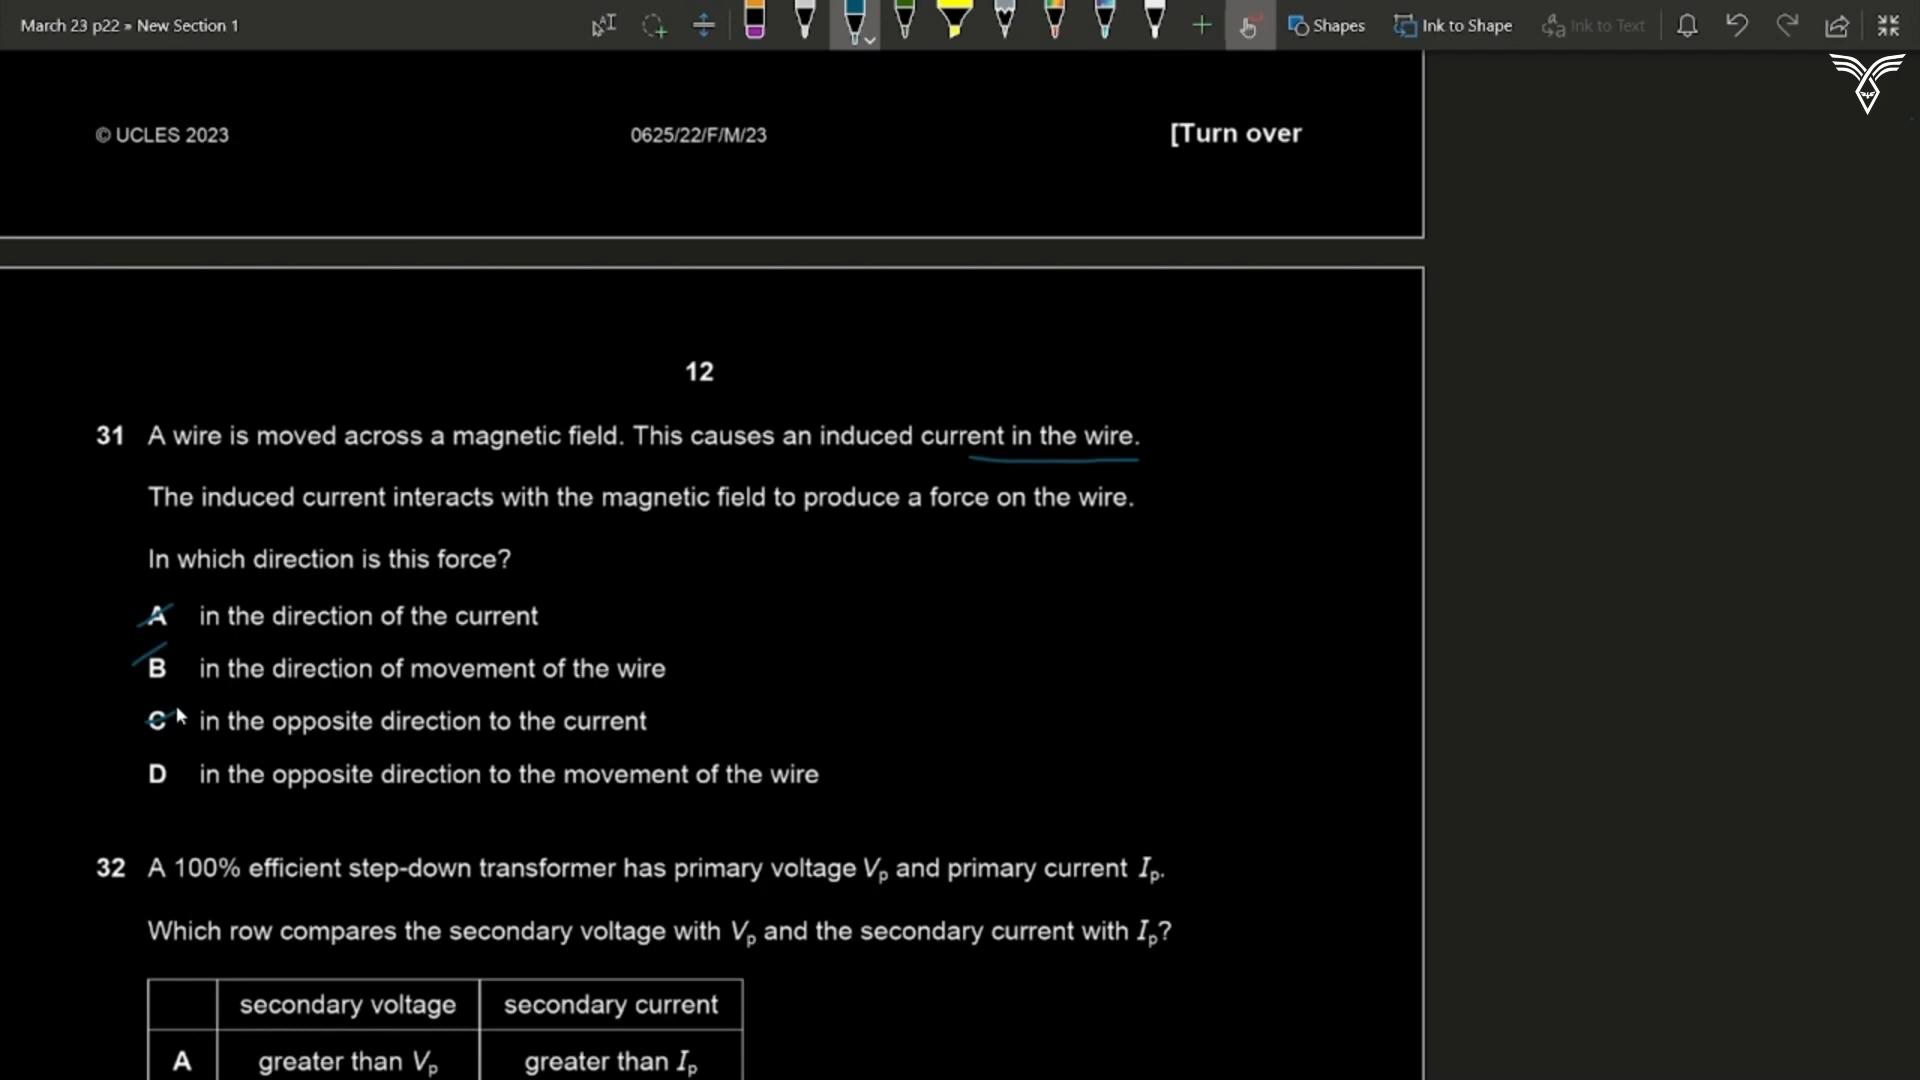 March 23 p22 » New Section 1
Shapes
Ink to Shape
Ink to Text
© UCLES 2023
0625/22/F/M/23
[Turn over
12
31 A wire is moved across a magnetic field. This causes an induced current in the wire.
The induced current interacts with the magnetic field to produce a force on the wire.
In which direction is this force?
A in the direction of the current
B in the direction of movement of the wire
C in the opposite direction to the current
D in the opposite direction to the movement of the wire
32 A 100% efficient step-down transformer has primary voltage Vp and primary current Ip.
Which row compares the secondary voltage with Vp and the secondary current with Ip?
secondary voltage secondary current
A greater than Vp greater than Ip